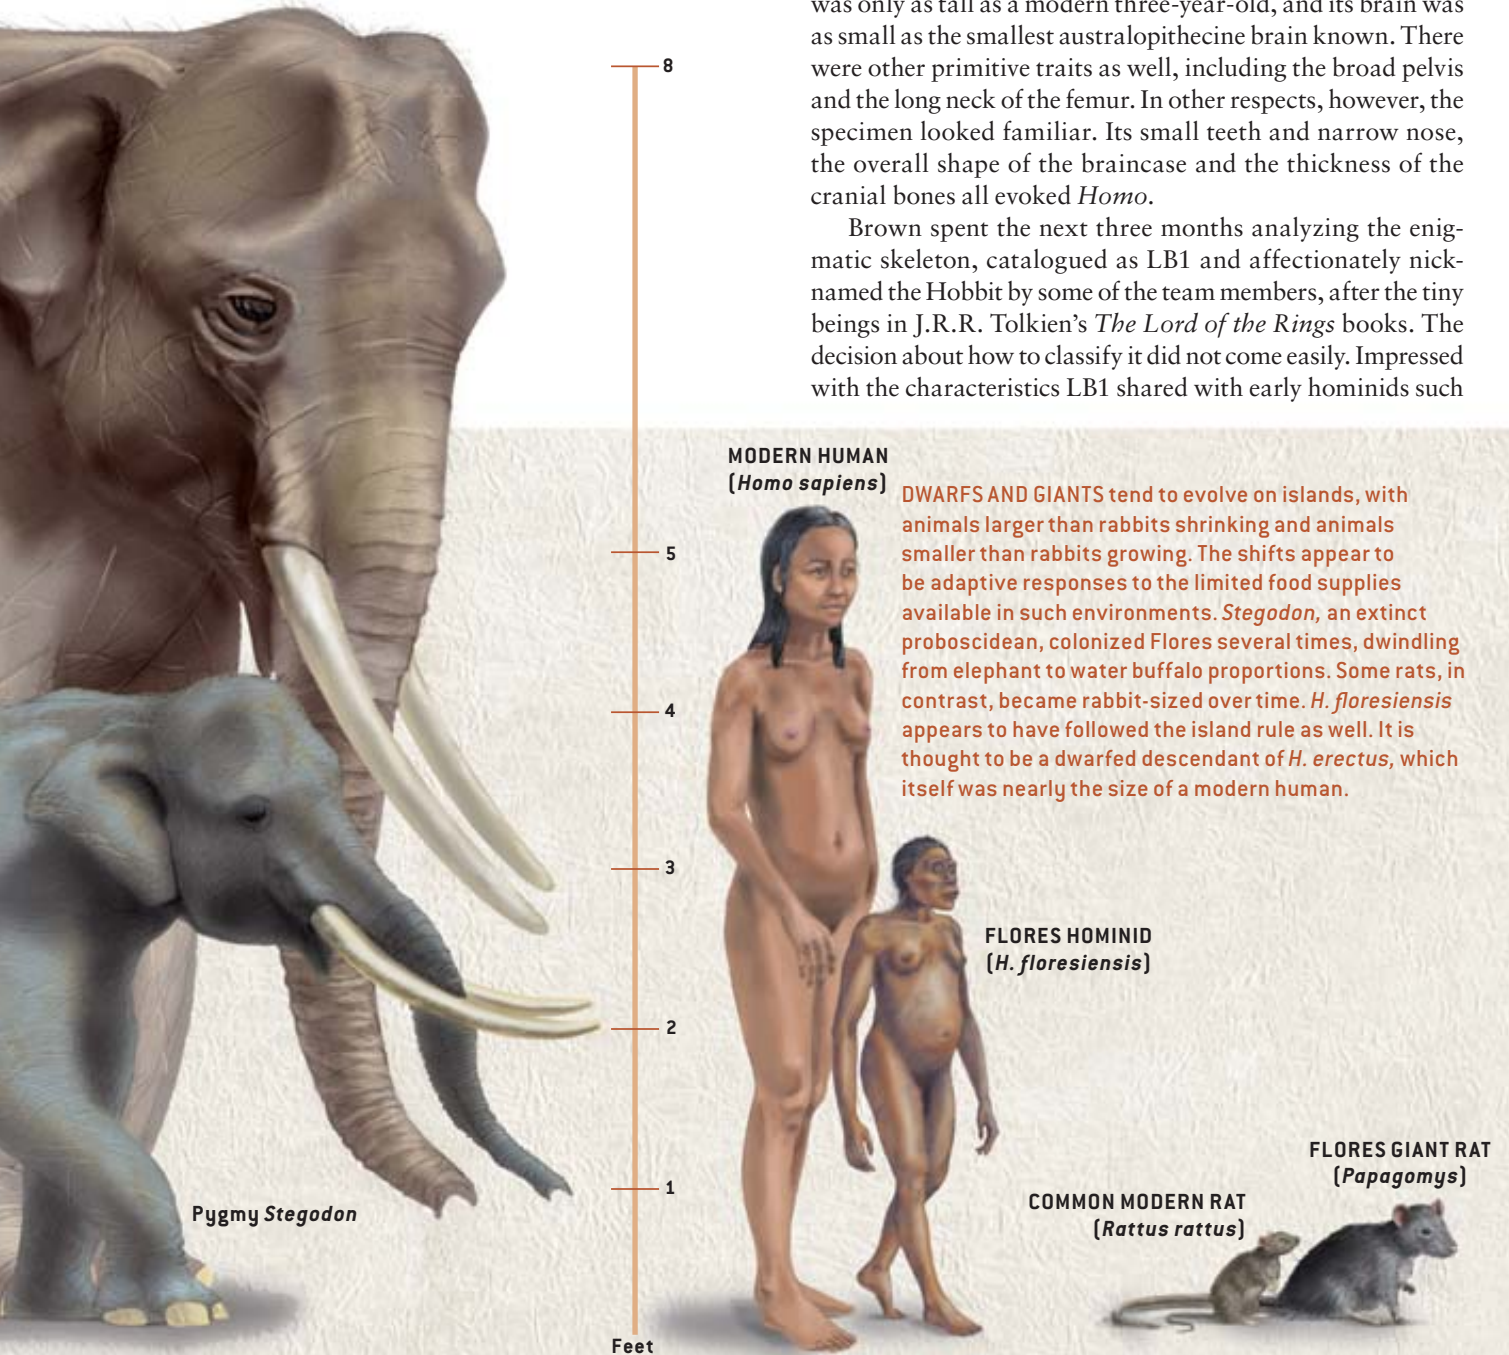 was only as tall as a modern three-year-old, and its brain was
as small as the smallest australopithecine brain known. There
were other primitive traits as well, including the broad pelvis
and the long neck of the femur. In other respects, however, the
specimen looked familiar. Its small teeth and narrow nose,
the overall shape of the braincase and the thickness of the
cranial bones all evoked Homo.
Brown spent the next three months analyzing the enig-
matic skeleton, catalogued as LB1 and affectionately nick-
named the Hobbit by some of the team members, after the tiny
beings in J.R.R. Tolkien’s The Lord of the Rings books. The
decision about how to classify it did not come easily. Impressed
with the characteristics LB1 shared with early hominids such
8
5
4
3
2
1
Feet
MODERN HUMAN
(Homo sapiens)
DWARFS AND GIANTS tend to evolve on islands, with
animals larger than rabbits shrinking and animals
smaller than rabbits growing. The shifts appear to
be adaptive responses to the limited food supplies
available in such environments. Stegodon, an extinct
proboscidean, colonized Flores several times, dwindling
from elephant to water buffalo proportions. Some rats, in
contrast, became rabbit-sized over time. H. floresiensis
appears to have followed the island rule as well. It is
thought to be a dwarfed descendant of H. erectus, which
itself was nearly the size of a modern human.
FLORES HOMINID
(H. floresiensis)
FLORES GIANT RAT
(Papagomys)
COMMON MODERN RAT
(Rattus rattus)
Pygmy Stegodon